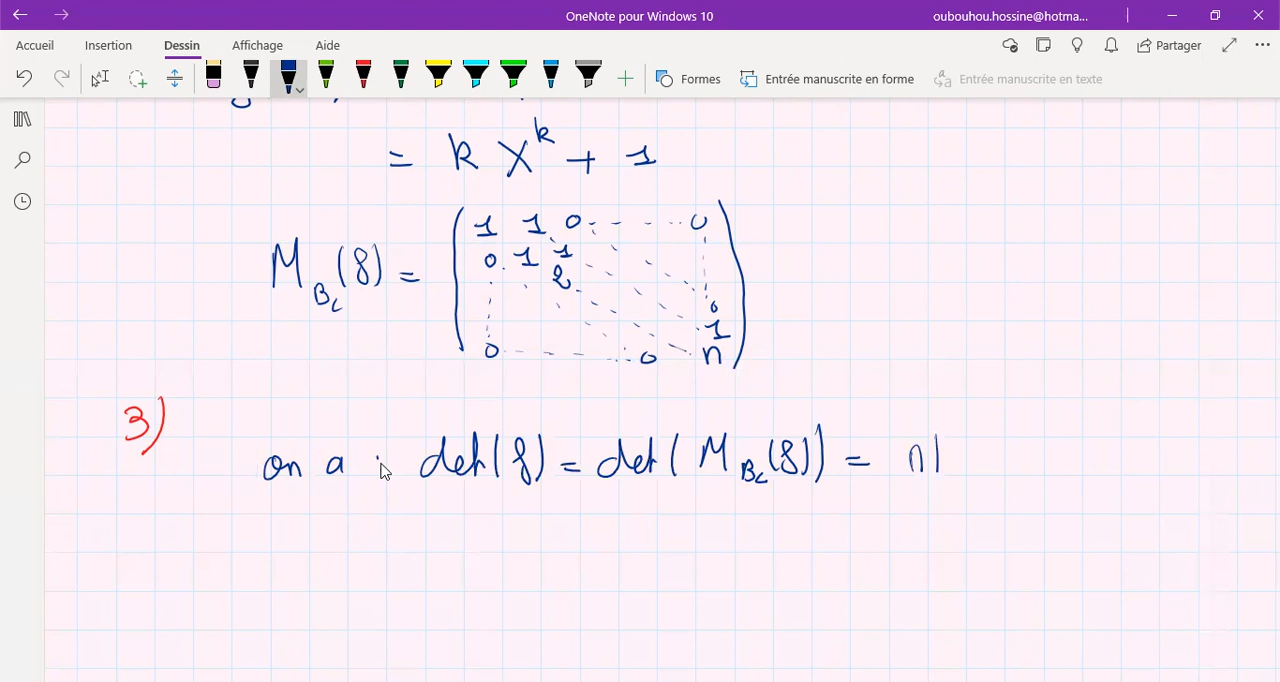 OneNote pour Windows 10
oubouhou.hossine@hotma...
Accueil Insertion Dessin Affichage Aide
Partager
Formes Entrée manuscrite en forme Entrée manuscrite en texte
= k X^k + 1
M_Bc(f) = ( 1 1 0 - - - 0
0 1 1
2
0
1
0 - - - 0 n )
3)
on a : det(f) = det(M_Bc(f)) = n!